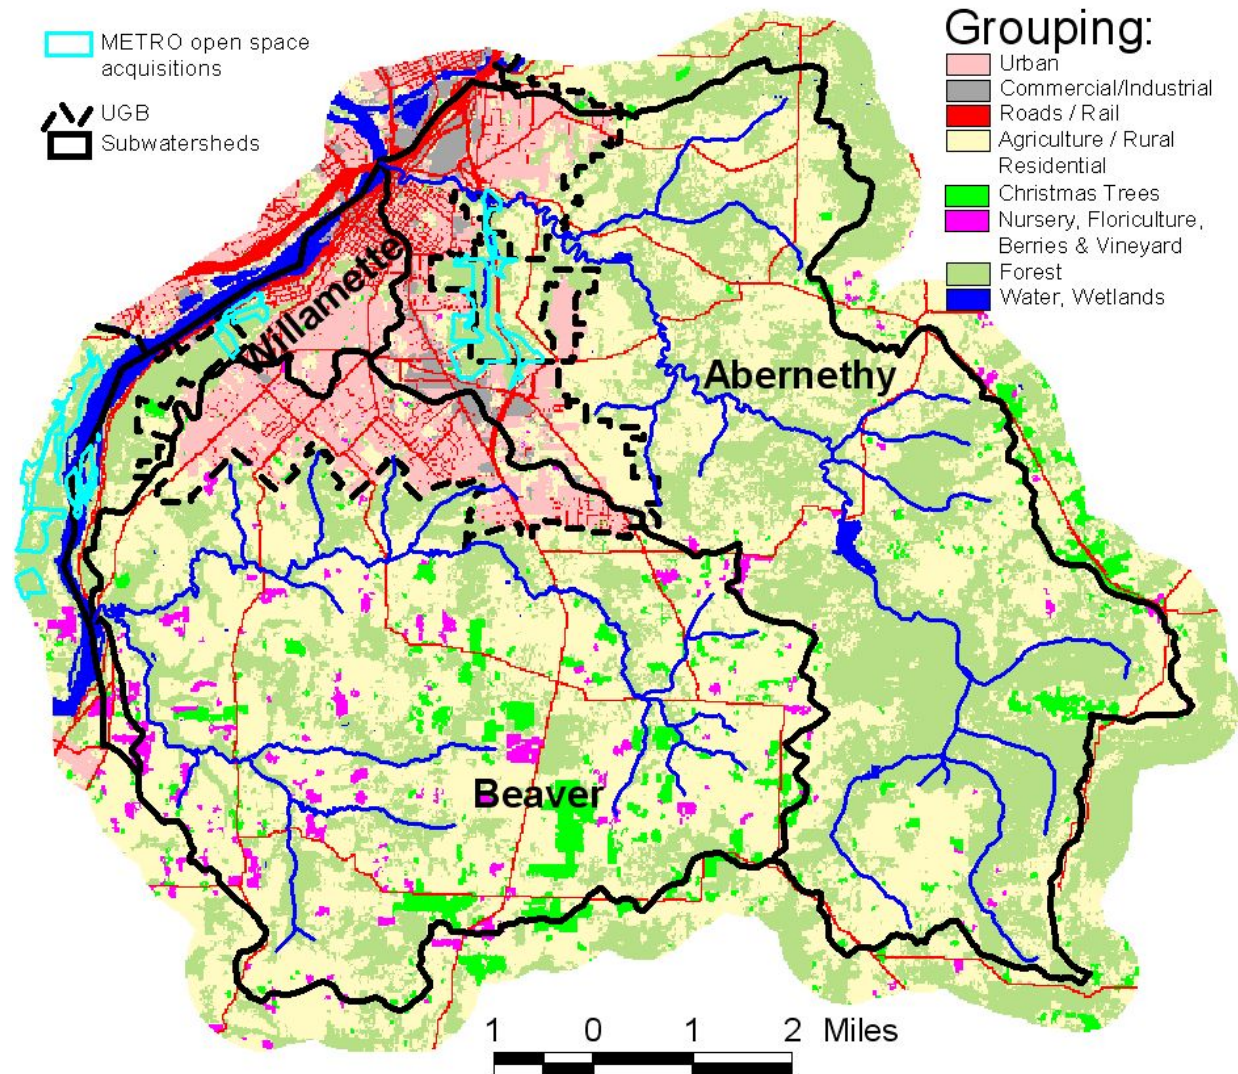 METRO open space
acquisitions
UGB
Subwatersheds
Grouping:
Urban
Commercial/Industrial
Roads / Rail
Agriculture / Rural
Residential
Christmas Trees
Nursery, Floriculture,
Berries & Vineyard
Forest
Water, Wetlands
Willamette
Abernethy
Beaver
1 0 1 2 Miles